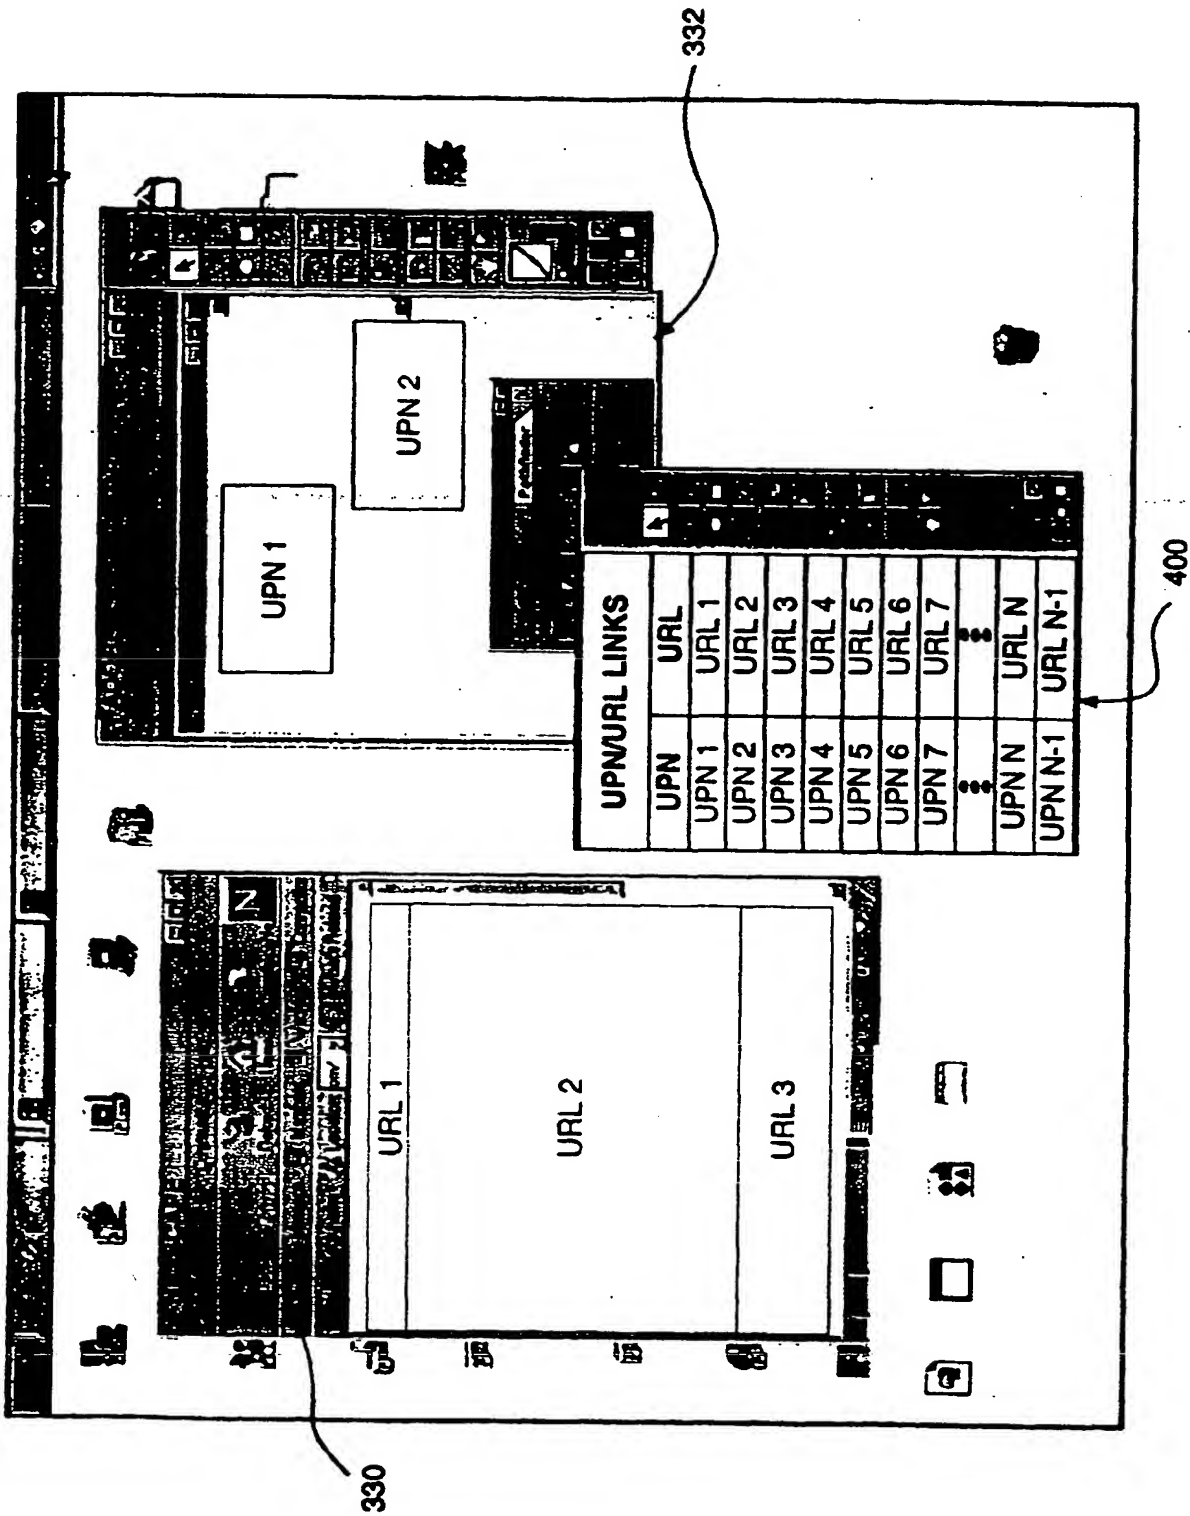 332
UPN 1
UPN 2
Pathfinder
330
N
URL 1
URL 2
URL 3
UPN/URL LINKS
UPN URL
UPN 1 URL 1
UPN 2 URL 2
UPN 3 URL 3
UPN 4 URL 4
UPN 5 URL 5
UPN 6 URL 6
UPN 7 URL 7
••• •••
UPN N URL N
UPN N-1 URL N-1
400